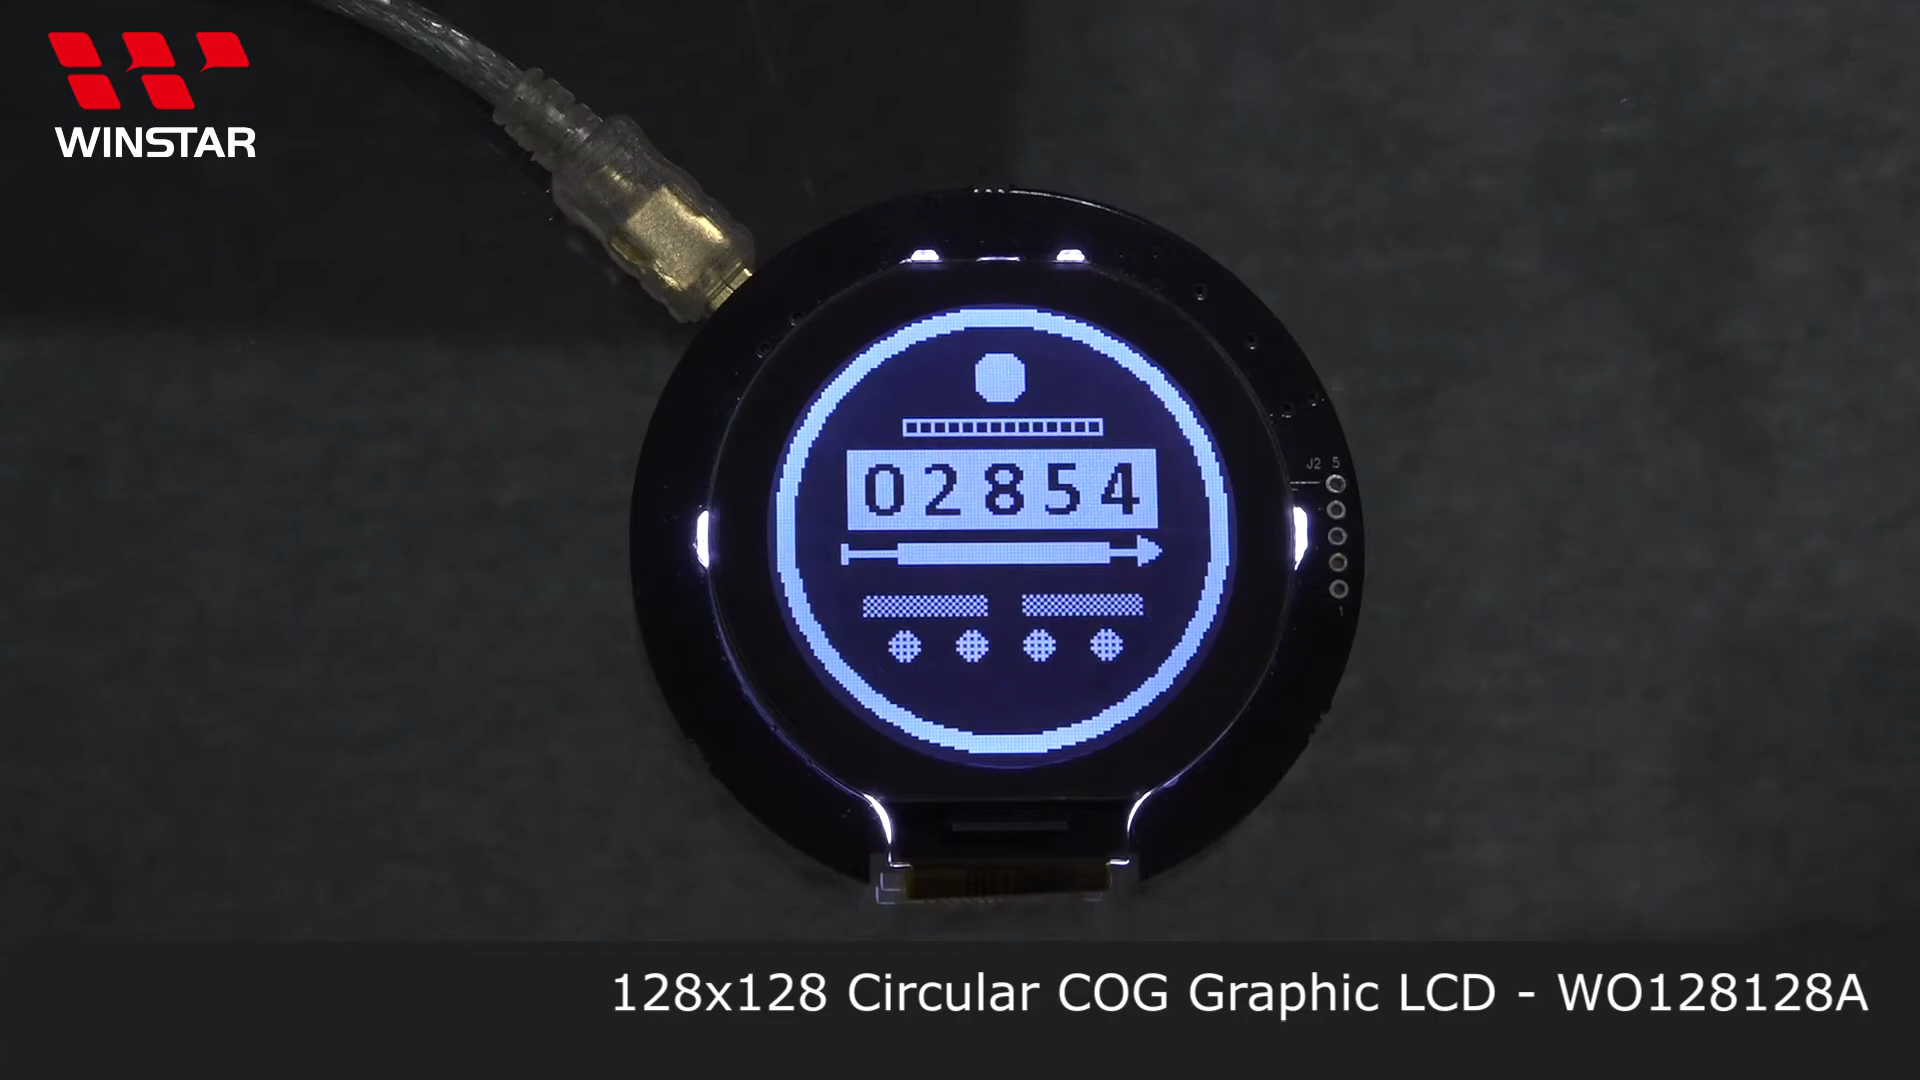 WINSTAR
02854
J2 5
1
128x128 Circular COG Graphic LCD - WO128128A